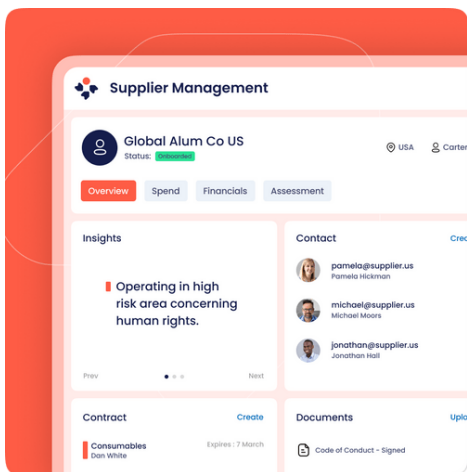 Supplier Management
Global Alum Co US
Status: Onboarded
USA
Carter
Overview
Spend
Financials
Assessment
Insights
Operating in high
risk area concerning
human rights.
Prev
Next
Contact
Crea
pamela@supplier.us
Pamela Hickman
michael@supplier.us
Michael Moors
jonathan@supplier.us
Jonathan Hall
Contract
Create
Consumables
Expires : 7 March
Dan White
Documents
Uplo
Code of Conduct - Signed